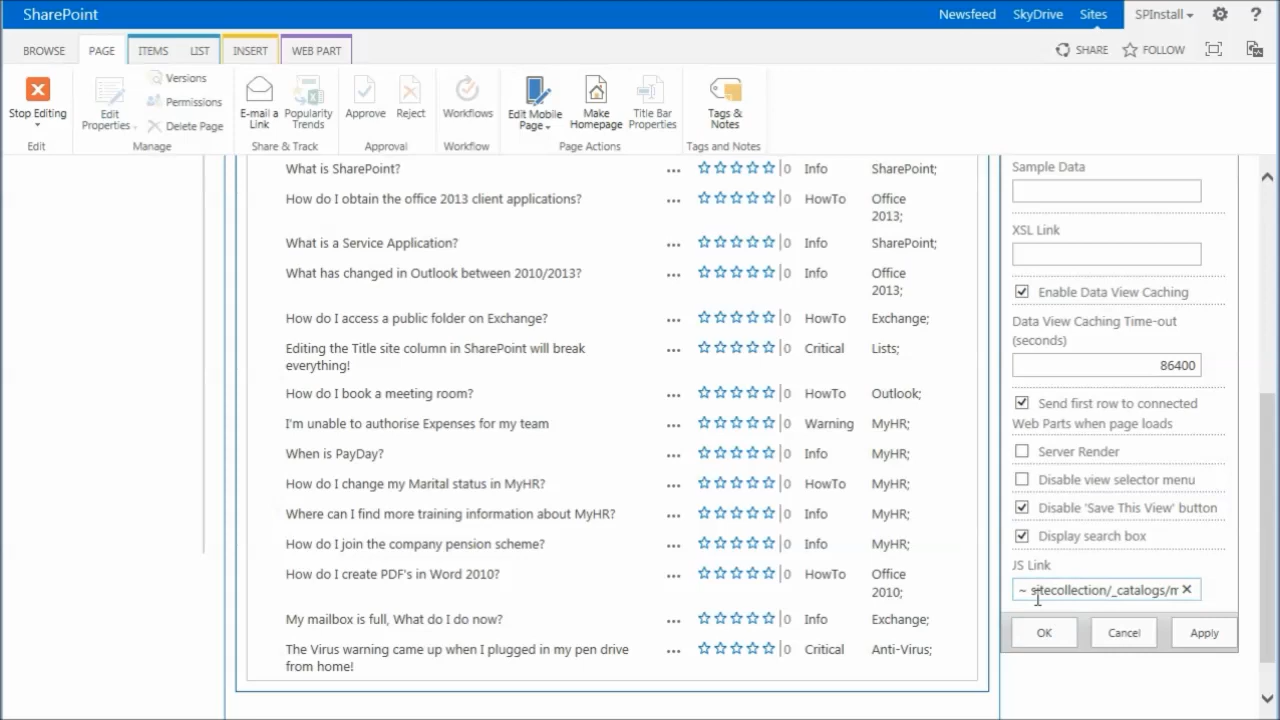 SharePoint
Newsfeed SkyDrive Sites SPInstall ?
BROWSE PAGE ITEMS LIST INSERT WEB PART SHARE FOLLOW
Stop Editing
Edit Properties
Versions
Permissions
Delete Page
E-mail a Link
Popularity Trends
Approve
Reject
Workflows
Edit Mobile Page
Make Homepage
Title Bar Properties
Tags & Notes
Edit Manage Share & Track Approval Workflow Page Actions Tags and Notes
What is SharePoint? ... 0 Info SharePoint;
How do I obtain the office 2013 client applications? ... 0 HowTo Office
2013;
What is a Service Application? ... 0 Info SharePoint;
What has changed in Outlook between 2010/2013? ... 0 Info Office
2013;
How do I access a public folder on Exchange? ... 0 HowTo Exchange;
Editing the Title site column in SharePoint will break ... 0 Critical Lists;
everything!
How do I book a meeting room? ... 0 HowTo Outlook;
I'm unable to authorise Expenses for my team ... 0 Warning MyHR;
When is PayDay? ... 0 Info MyHR;
How do I change my Marital status in MyHR? ... 0 HowTo MyHR;
Where can I find more training information about MyHR? ... 0 Info MyHR;
How do I join the company pension scheme? ... 0 Info MyHR;
How do I create PDF's in Word 2010? ... 0 HowTo Office
2010;
My mailbox is full, What do I do now? ... 0 Info Exchange;
The Virus warning came up when I plugged in my pen drive ... 0 Critical Anti-Virus;
from home!
Sample Data
XSL Link
Enable Data View Caching
Data View Caching Time-out
(seconds)
86400
Send first row to connected
Web Parts when page loads
Server Render
Disable view selector menu
Disable 'Save This View' button
Display search box
JS Link
~ sitecollection/_catalogs/m
OK Cancel Apply